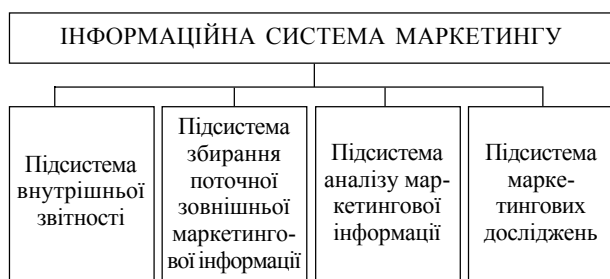 ІНФОРМАЦІЙНА СИСТЕМА МАРКЕТИНГУ
Підсистема
внутрішньої
звітності
Підсистема
збирання
поточної
зовнішньої
маркетинго-
вої інформації
Підсистема
аналізу мар-
кетингової
інформації
Підсистема
марке-
тингових
досліджень